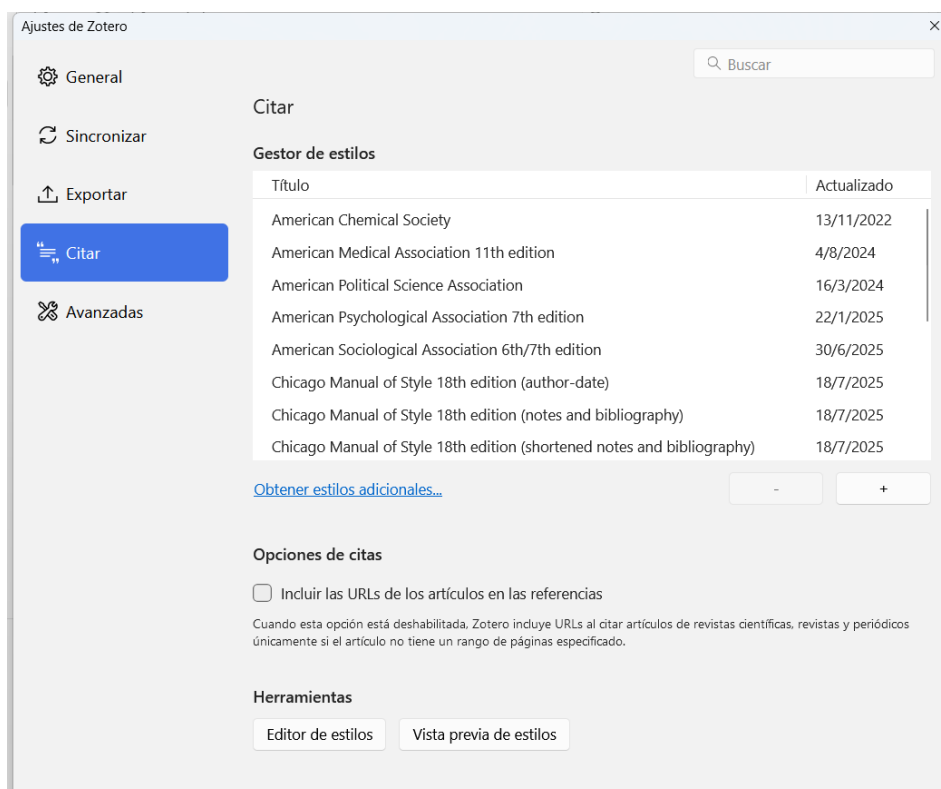 Ajustes de Zotero
Buscar
General
Sincronizar
Exportar
Citar
Avanzadas
Citar
Gestor de estilos
Título Actualizado
American Chemical Society 13/11/2022
American Medical Association 11th edition 4/8/2024
American Political Science Association 16/3/2024
American Psychological Association 7th edition 22/1/2025
American Sociological Association 6th/7th edition 30/6/2025
Chicago Manual of Style 18th edition (author-date) 18/7/2025
Chicago Manual of Style 18th edition (notes and bibliography) 18/7/2025
Chicago Manual of Style 18th edition (shortened notes and bibliography) 18/7/2025
Obtener estilos adicionales... - +
Opciones de citas
Incluir las URLs de los artículos en las referencias
Cuando esta opción está deshabilitada, Zotero incluye URLs al citar artículos de revistas científicas, revistas y periódicos
únicamente si el artículo no tiene un rango de páginas especificado.
Herramientas
Editor de estilos Vista previa de estilos